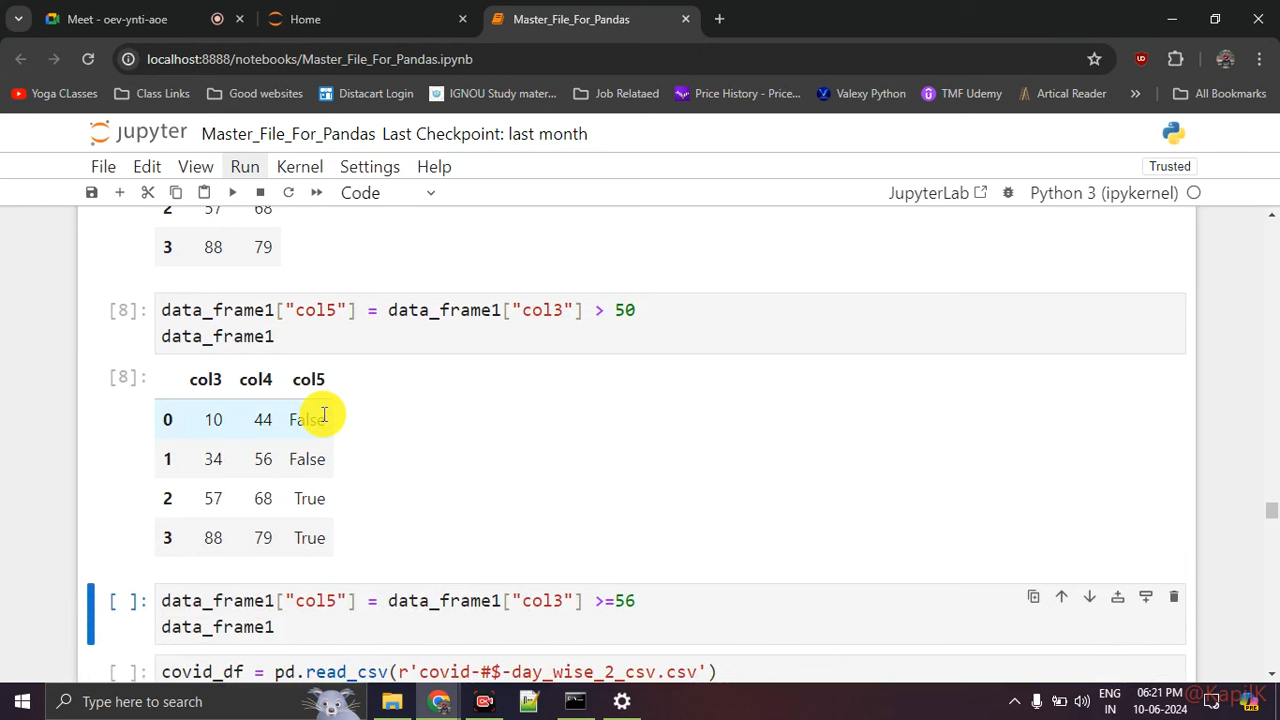 Meet - oev-ynti-aoe
Home
Master_File_For_Pandas
localhost:8888/notebooks/Master_File_For_Pandas.ipynb
Yoga CLasses
Class Links
Good websites
Distacart Login
IGNOU Study mater...
Job Relataed
Price History - Price...
Valexy Python
TMF Udemy
Artical Reader
All Bookmarks
jupyter Master_File_For_Pandas Last Checkpoint: last month
File Edit View Run Kernel Settings Help
Trusted
Code
JupyterLab
Python 3 (ipykernel)
2 57 68
3 88 79
[8]: data_frame1["col5"] = data_frame1["col3"] > 50
data_frame1
[8]: col3 col4 col5
0 10 44 False
1 34 56 False
2 57 68 True
3 88 79 True
[ ]: data_frame1["col5"] = data_frame1["col3"] >=56
data_frame1
[ ]: covid_df = pd.read_csv(r'covid-#$-day_wise_2_csv.csv')
Type here to search
ENG
IN
06:21 PM
10-06-2024
@KapilK